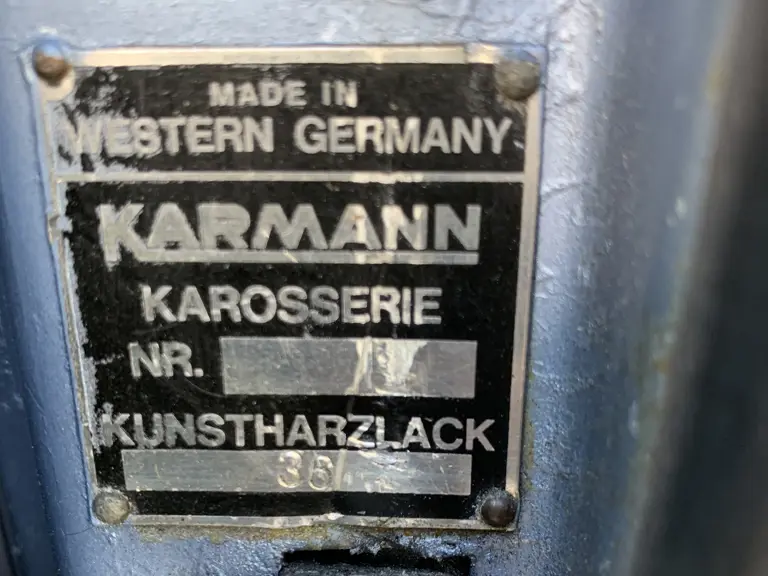 MADE IN
WESTERN GERMANY
KARMANN
KAROSSERIE
NR.
KUNSTHARZLACK
36